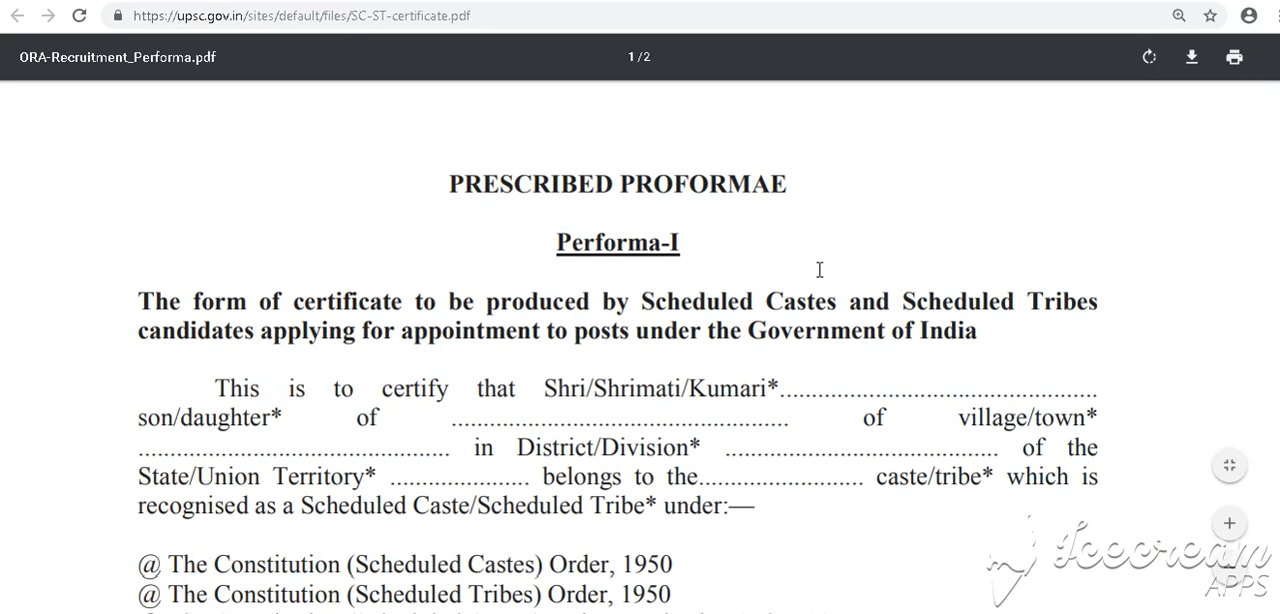 https://upsc.gov.in/sites/default/files/SC-ST-certificate.pdf
ORA-Recruitment_Performa.pdf 1/2
PRESCRIBED PROFORMAE
Performa-I
The form of certificate to be produced by Scheduled Castes and Scheduled Tribes
candidates applying for appointment to posts under the Government of India
This is to certify that Shri/Shrimati/Kumari*..............................................
son/daughter* of ................................................. of village/town*
............................................. in District/Division* ........................................ of the
State/Union Territory* .................... belongs to the........................ caste/tribe* which is
recognised as a Scheduled Caste/Scheduled Tribe* under:—
@ The Constitution (Scheduled Castes) Order, 1950
@ The Constitution (Scheduled Tribes) Order, 1950
Icecream
APPS